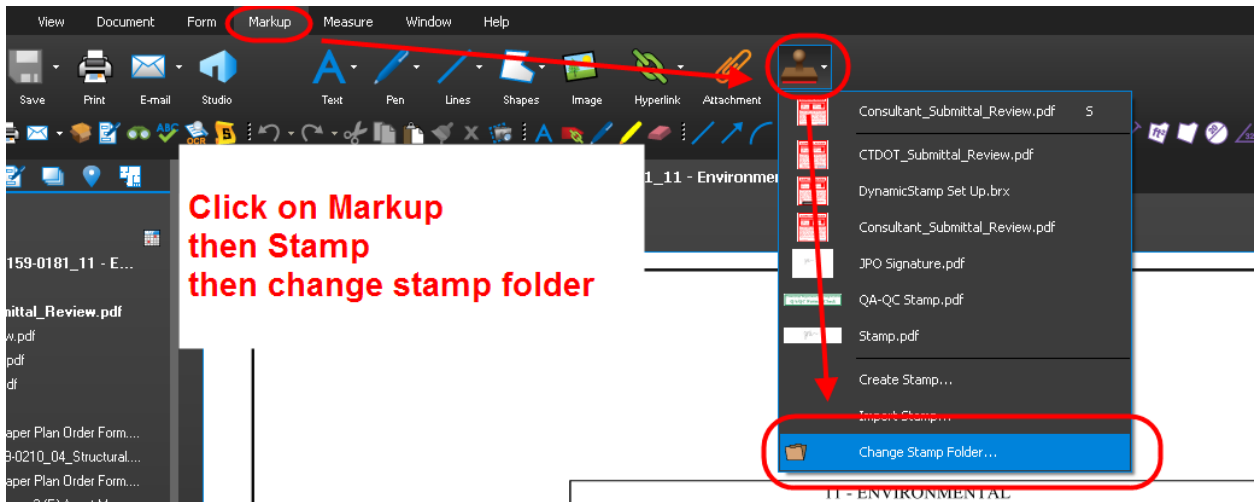 View Document Form Markup Measure Window Help
Save Print E-mail Studio Text Pen Lines Shapes Image Hyperlink Attachment
Consultant_Submittal_Review.pdf S
CTDOT_Submittal_Review.pdf
DynamicStamp Set Up.brx
Consultant_Submittal_Review.pdf
JPO Signature.pdf
QA-QC Stamp.pdf
Stamp.pdf
Create Stamp...
Import Stamp...
Change Stamp Folder...
1_11 - Environme
Click on Markup
then Stamp
then change stamp folder
159-0181_11 - E...
mittal_Review.pdf
w.pdf
pdf
df
aper Plan Order Form....
9-0210_04_Structural....
aper Plan Order Form....
11 - ENVIRONMENTAL